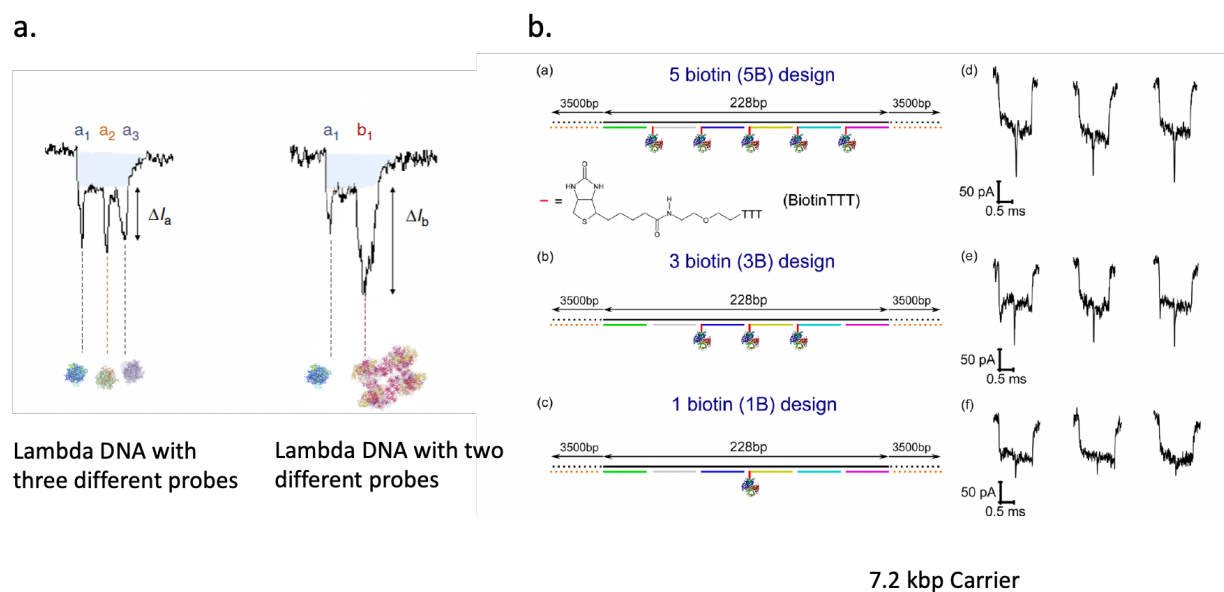 a.
b.
a1 a2 a3
ΔIa
a1 b1
ΔIb
Lambda DNA with
three different probes
Lambda DNA with two
different probes
(a)
5 biotin (5B) design
3500bp
228bp
3500bp
O
HN
NH
S
O
H
N
O
TTT
=
(BiotinTTT)
(b)
3 biotin (3B) design
3500bp
228bp
3500bp
(c)
1 biotin (1B) design
3500bp
228bp
3500bp
(d)
50 pA
0.5 ms
(e)
50 pA
0.5 ms
(f)
50 pA
0.5 ms
7.2 kbp Carrier